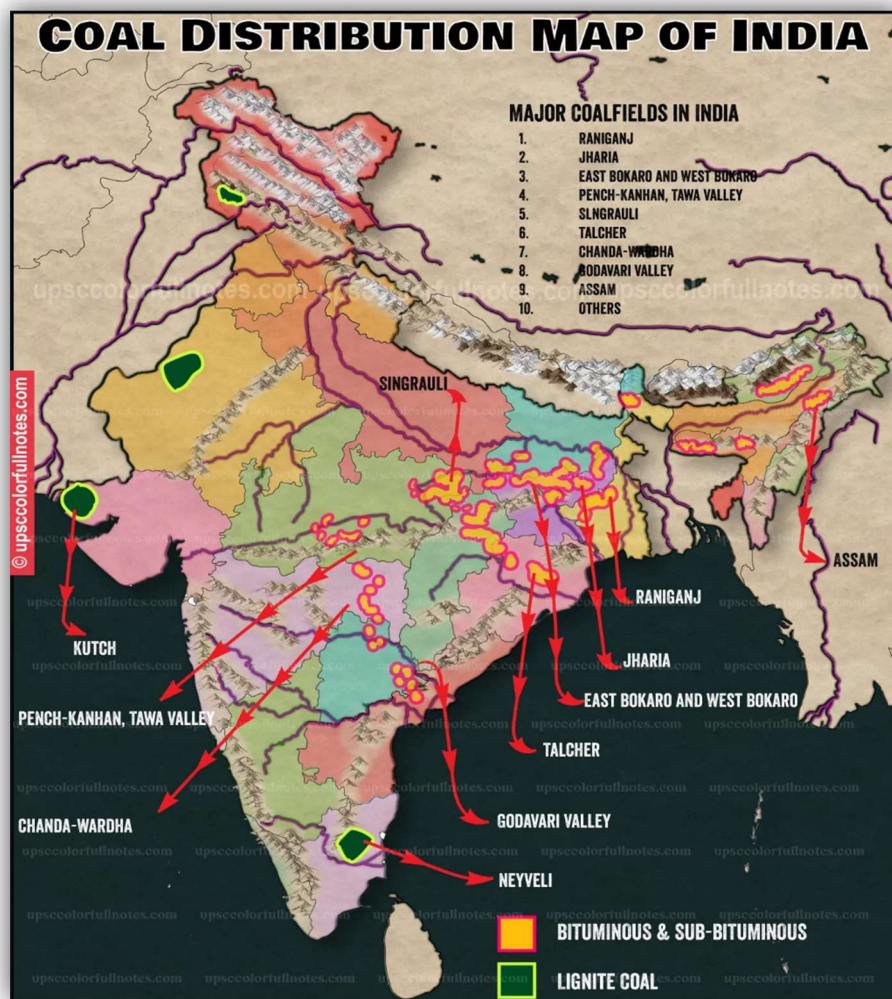 COAL DISTRIBUTION MAP OF INDIA
MAJOR COALFIELDS IN INDIA
1. RANIGANJ
2. JHARIA
3. EAST BOKARO AND WEST BOKARO
4. PENCH-KANHAN, TAWA VALLEY
5. SLNGRAULI
6. TALCHER
7. CHANDA-WARDHA
8. GODAVARI VALLEY
9. ASSAM
10. OTHERS
upsccolorfullnotes.com
upsccolorfullnotes.com
SINGRAULI
© upsccolorfullnotes.com
ASSAM
RANIGANJ
KUTCH
JHARIA
EAST BOKARO AND WEST BOKARO
PENCH-KANHAN, TAWA VALLEY
TALCHER
CHANDA-WARDHA
GODAVARI VALLEY
NEYVELI
BITUMINOUS & SUB-BITUMINOUS
LIGNITE COAL